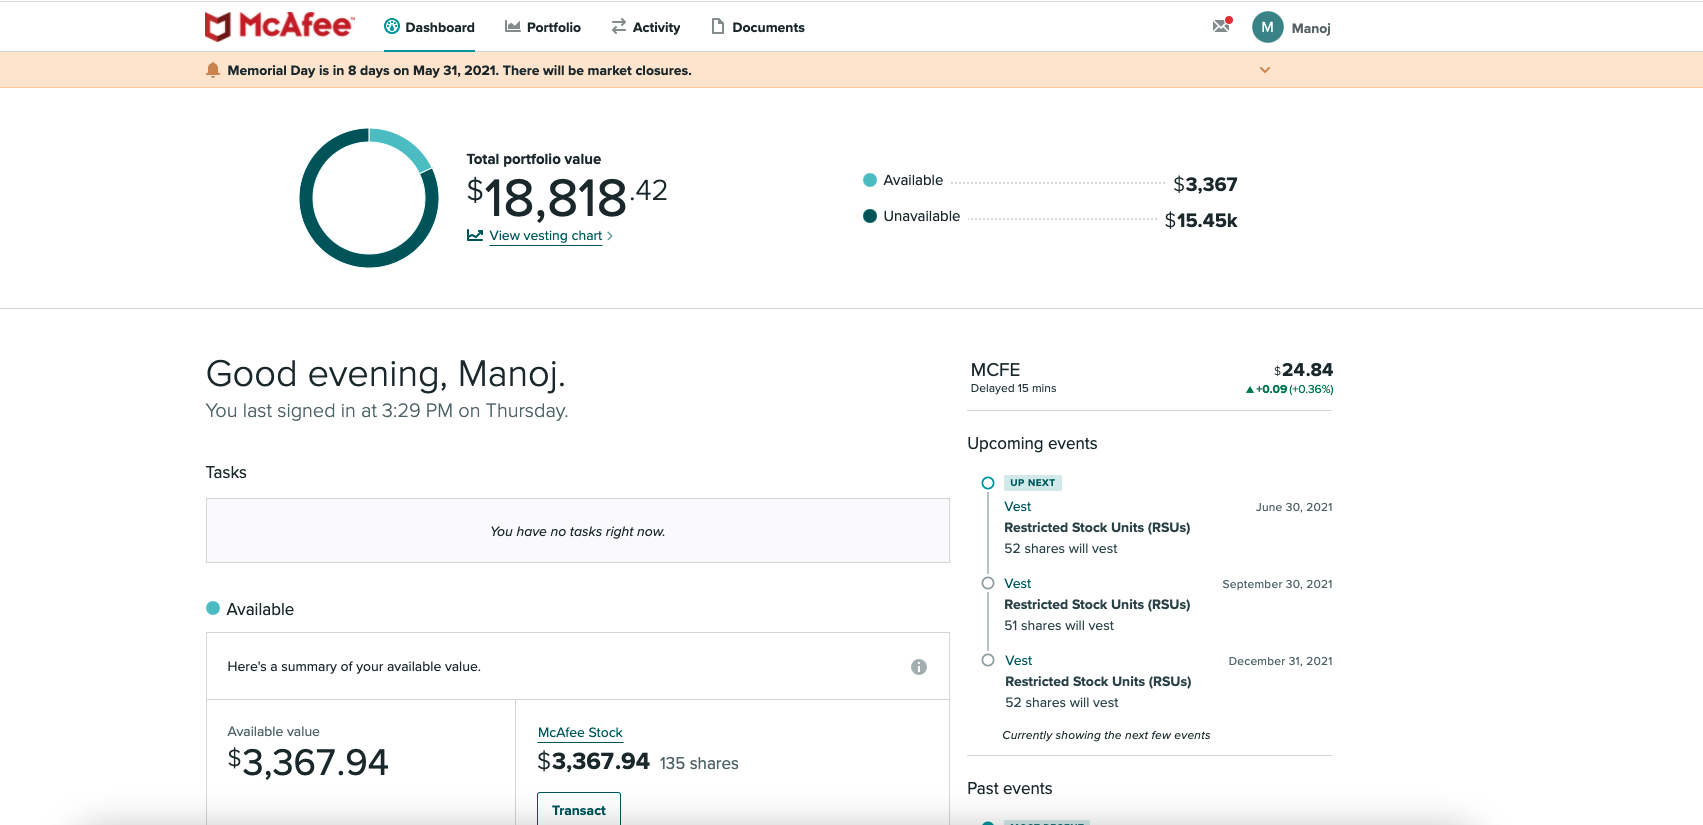 McAfee™ Dashboard Portfolio Activity Documents M Manoj
Memorial Day is in 8 days on May 31, 2021. There will be market closures.
Total portfolio value
$18,818.42
View vesting chart
Available $3,367
Unavailable $15.45k
Good evening, Manoj.
You last signed in at 3:29 PM on Thursday.
Tasks
You have no tasks right now.
Available
Here's a summary of your available value.
Available value
$3,367.94
McAfee Stock
$3,367.94 135 shares
Transact
MCFE $24.84
Delayed 15 mins +0.09 (+0.36%)
Upcoming events
UP NEXT
Vest June 30, 2021
Restricted Stock Units (RSUs)
52 shares will vest
Vest September 30, 2021
Restricted Stock Units (RSUs)
51 shares will vest
Vest December 31, 2021
Restricted Stock Units (RSUs)
52 shares will vest
Currently showing the next few events
Past events